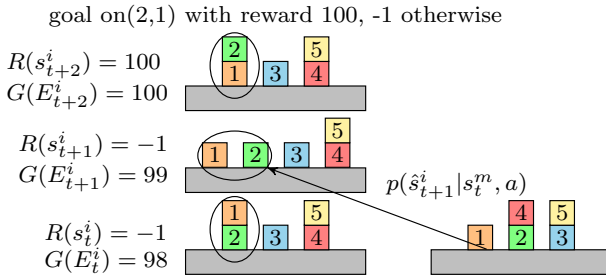 goal on(2,1) with reward 100, -1 otherwise
R(s^i_{t+2}) = 100
G(E^i_{t+2}) = 100
2
5
1
3
4
R(s^i_{t+1}) = −1
G(E^i_{t+1}) = 99
5
1
2
3
4
p(ŝ^i_{t+1}|s^m_t, a)
R(s^i_t) = −1
G(E^i_t) = 98
1
5
2
3
4
4
5
1
2
3